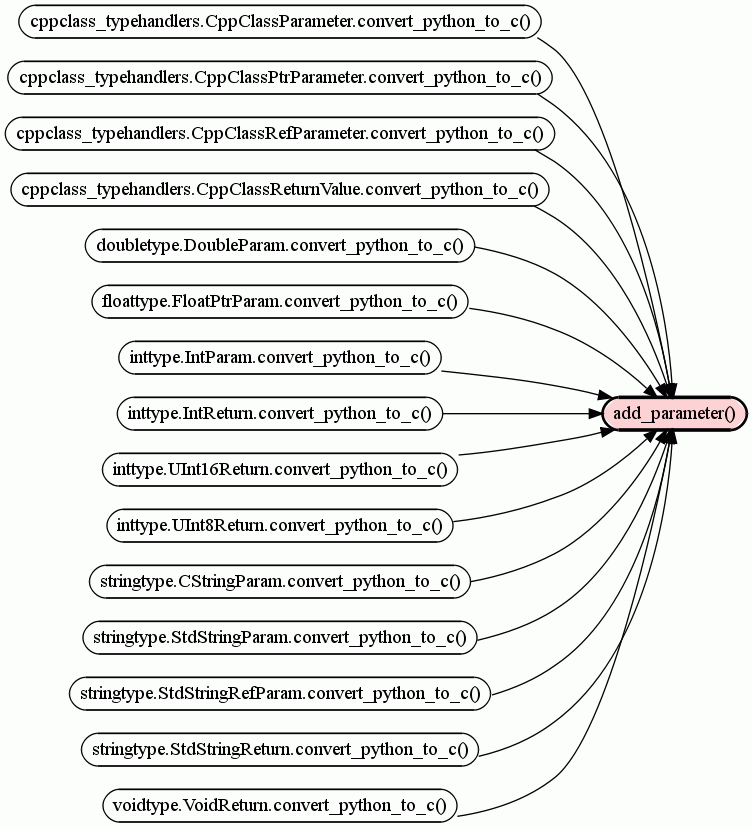 cppclass_typehandlers.CppClassParameter.convert_python_to_c()
cppclass_typehandlers.CppClassPtrParameter.convert_python_to_c()
cppclass_typehandlers.CppClassRefParameter.convert_python_to_c()
cppclass_typehandlers.CppClassReturnValue.convert_python_to_c()
doubletype.DoubleParam.convert_python_to_c()
floattype.FloatPtrParam.convert_python_to_c()
inttype.IntParam.convert_python_to_c()
inttype.IntReturn.convert_python_to_c()
add_parameter()
inttype.UInt16Return.convert_python_to_c()
inttype.UInt8Return.convert_python_to_c()
stringtype.CStringParam.convert_python_to_c()
stringtype.StdStringParam.convert_python_to_c()
stringtype.StdStringRefParam.convert_python_to_c()
stringtype.StdStringReturn.convert_python_to_c()
voidtype.VoidReturn.convert_python_to_c()